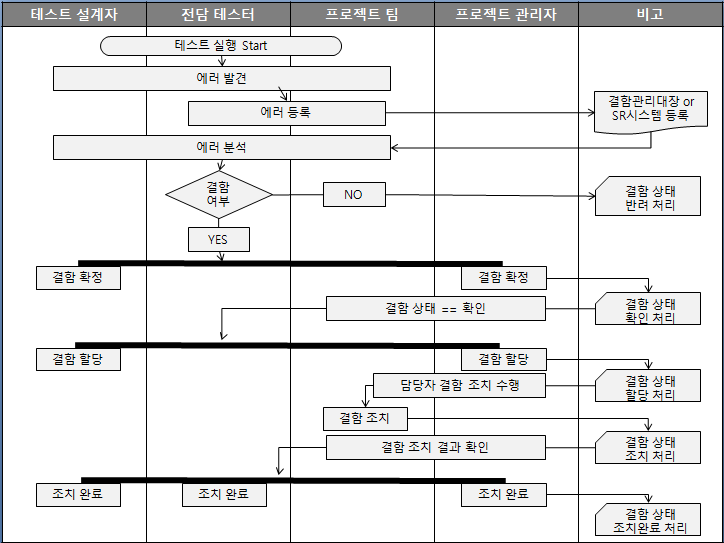 테스트 설계자
전담 테스터
프로젝트 팀
프로젝트 관리자
비고
테스트 실행 Start
에러 발견
에러 등록
결함관리대장 or
SR시스템 등록
에러 분석
결함
여부
NO
결함 상태
반려 처리
YES
결함 확정
결함 확정
결함 상태 == 확인
결함 상태
확인 처리
결함 할당
결함 할당
담당자 결함 조치 수행
결함 상태
할당 처리
결함 조치
결함 조치 결과 확인
결함 상태
조치 처리
조치 완료
조치 완료
조치 완료
결함 상태
조치완료 처리